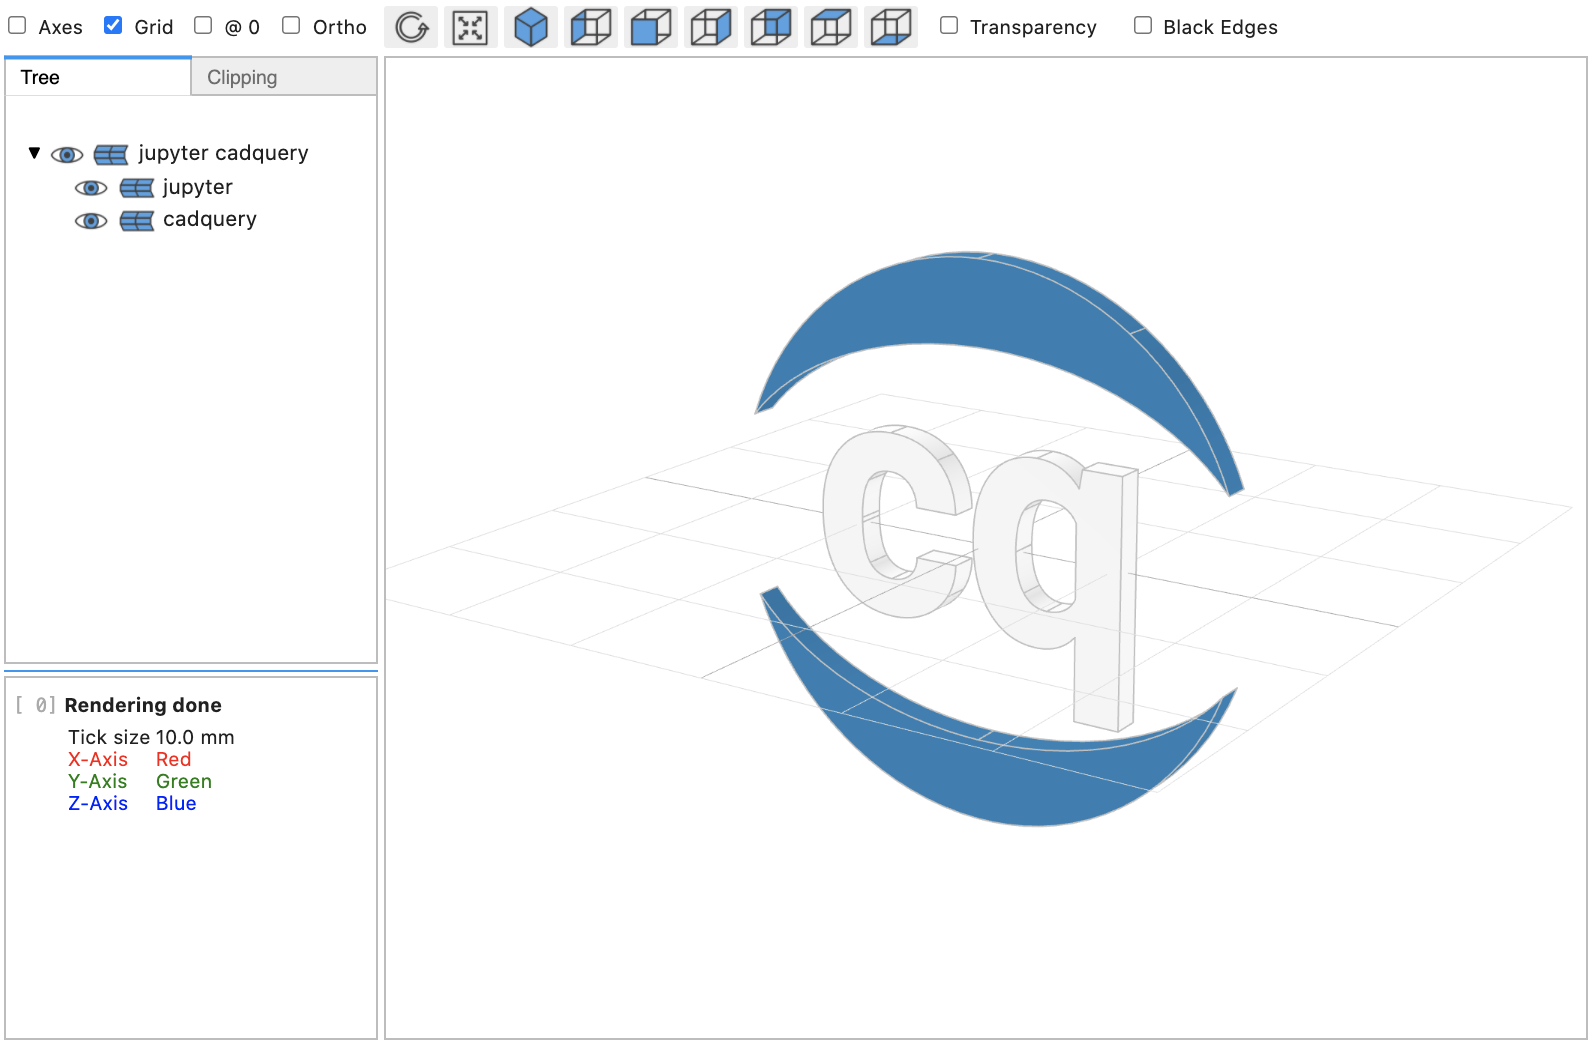 Axes Grid @ 0 Ortho Transparency Black Edges
Tree Clipping
jupyter cadquery
jupyter
cadquery
cq
[ 0] Rendering done
Tick size 10.0 mm
X-Axis Red
Y-Axis Green
Z-Axis Blue